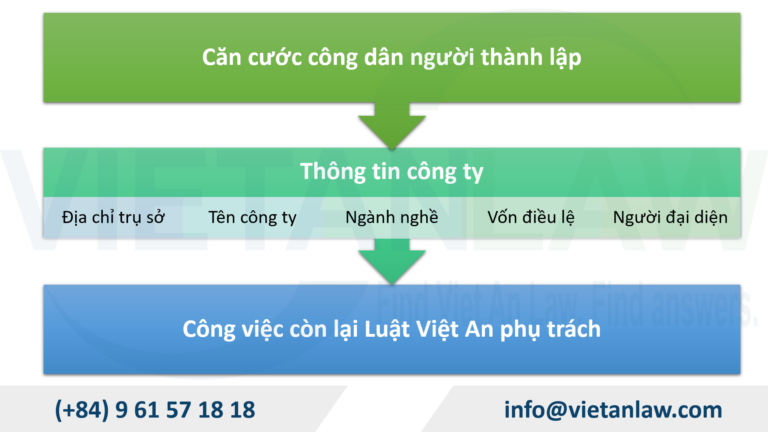 Căn cước công dân người thành lập
Thông tin công ty
Địa chỉ trụ sở Tên công ty Ngành nghề Vốn điều lệ Người đại diện
VIETANLAW
Find Viet An Law, Find answers.
Công việc còn lại Luật Việt An phụ trách
(+84) 9 61 57 18 18 info@vietanlaw.com